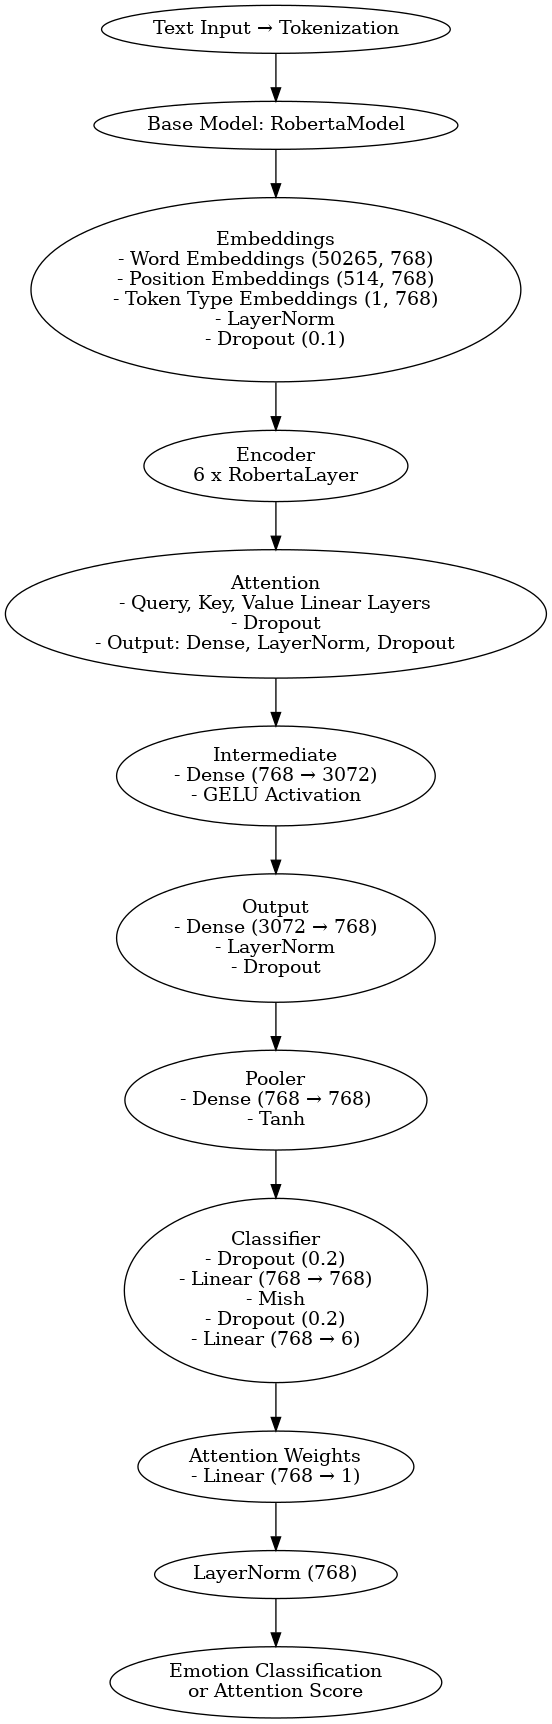 Text Input → Tokenization
Base Model: RobertaModel
Embeddings
- Word Embeddings (50265, 768)
- Position Embeddings (514, 768)
- Token Type Embeddings (1, 768)
- LayerNorm
- Dropout (0.1)
Encoder
6 x RobertaLayer
Attention
- Query, Key, Value Linear Layers
- Dropout
- Output: Dense, LayerNorm, Dropout
Intermediate
- Dense (768 → 3072)
- GELU Activation
Output
- Dense (3072 → 768)
- LayerNorm
- Dropout
Pooler
- Dense (768 → 768)
- Tanh
Classifier
- Dropout (0.2)
- Linear (768 → 768)
- Mish
- Dropout (0.2)
- Linear (768 → 6)
Attention Weights
- Linear (768 → 1)
LayerNorm (768)
Emotion Classification
or Attention Score